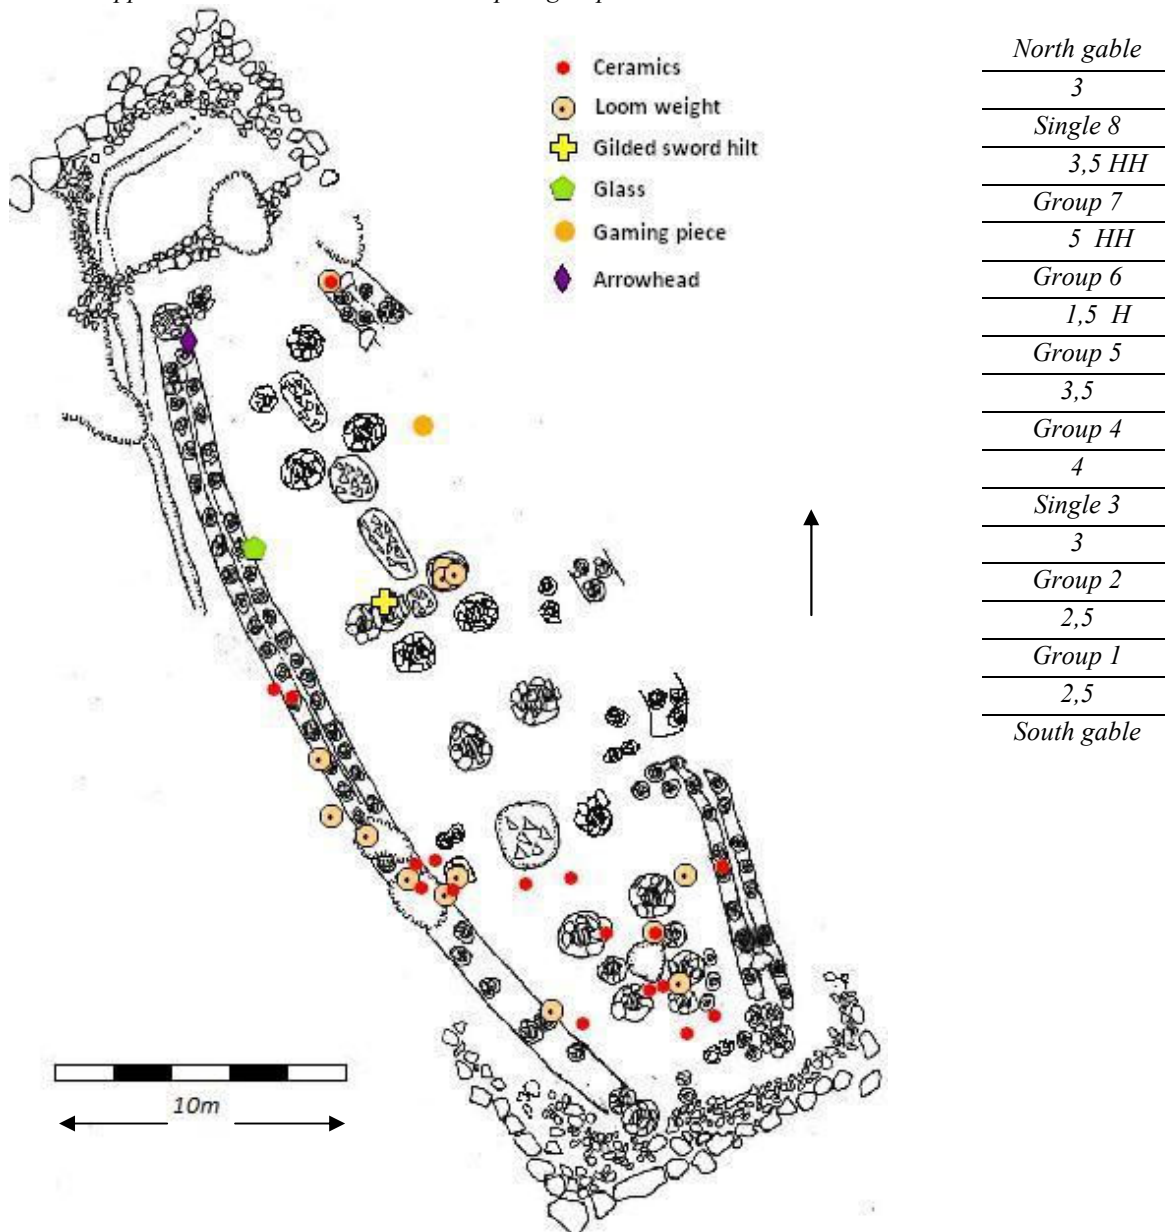 Ceramics
Loom weight
Gilded sword hilt
Glass
Gaming piece
Arrowhead
10m
North gable
3
Single 8
3,5 HH
Group 7
5 HH
Group 6
1,5 H
Group 5
3,5
Group 4
4
Single 3
3
Group 2
2,5
Group 1
2,5
South gable